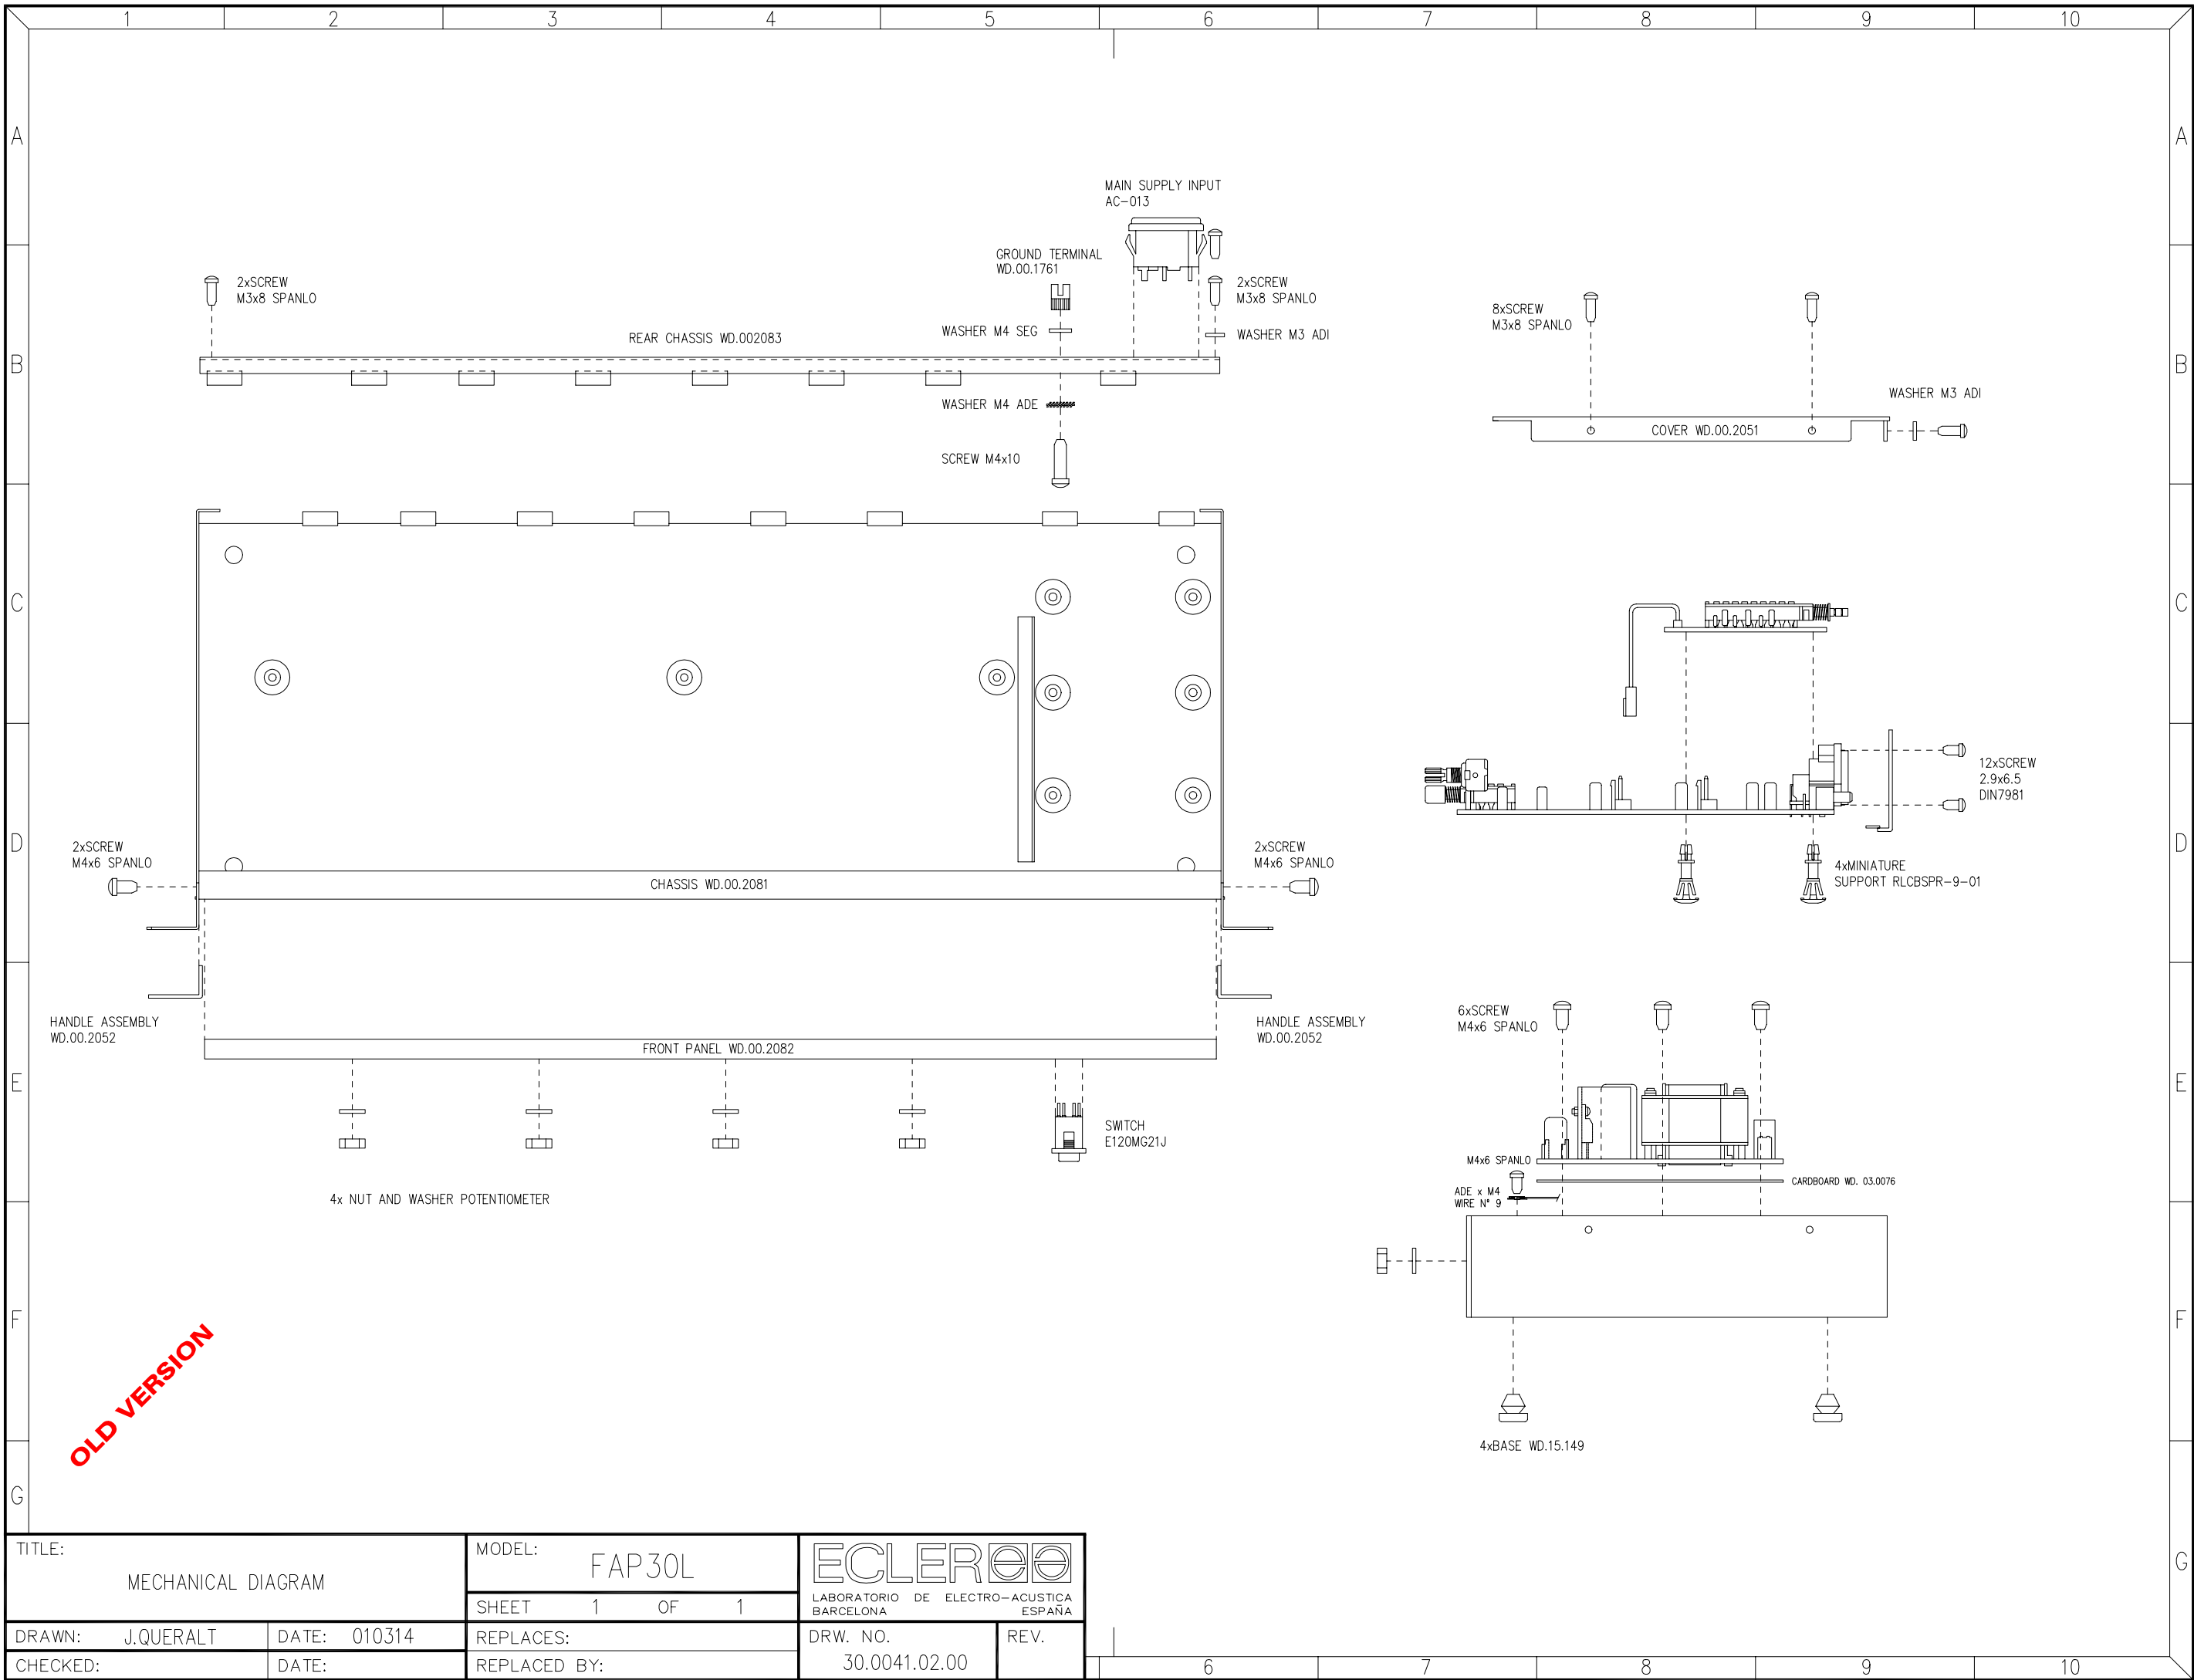 1 2 3 4 5 6 7 8 9 10
A A
MAIN SUPPLY INPUT
AC-013
GROUND TERMINAL
WD.00.1761
2xSCREW
M3x8 SPANLO
2xSCREW
M3x8 SPANLO
8xSCREW
M3x8 SPANLO
WASHER M4 SEG
WASHER M3 ADI
REAR CHASSIS WD.002083
B B
WASHER M4 ADE
WASHER M3 ADI
COVER WD.00.2051
SCREW M4x10
C C
12xSCREW
2.9x6.5
DIN7981
D D
2xSCREW
M4x6 SPANLO
2xSCREW
M4x6 SPANLO
4xMINIATURE
SUPPORT RLCBSPR-9-01
CHASSIS WD.00.2081
HANDLE ASSEMBLY
WD.00.2052
HANDLE ASSEMBLY
WD.00.2052
6xSCREW
M4x6 SPANLO
FRONT PANEL WD.00.2082
E E
SWITCH
E120MG21J
M4x6 SPANLO
CARDBOARD WD. 03.0076
ADE x M4
WIRE Nº 9
4x NUT AND WASHER POTENTIOMETER
F F
OLD VERSION
4xBASE WD.15.149
G G
TITLE:
MECHANICAL DIAGRAM
MODEL:
FAP30L
SHEET 1 OF 1
ECLER
LABORATORIO DE ELECTRO-ACUSTICA
BARCELONA ESPAÑA
DRAWN: J.QUERALT DATE: 010314
REPLACES:
DRW. NO.
30.0041.02.00
REV.
CHECKED: DATE:
REPLACED BY:
6 7 8 9 10